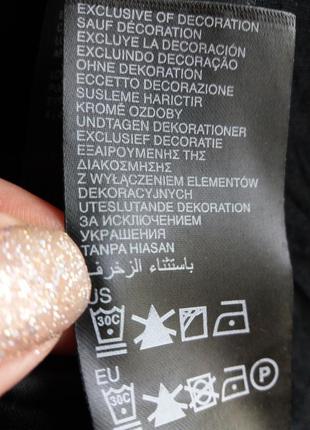 EXCLUSIVE OF DECORATION
SAUF DÉCORATION
EXCLUYE LA DECORACIÓN
EXCLUINDO DECORAÇÃO
OHNE DEKORATION
ECCETTO DECORAZIONE
SUSLEME HARICTIR
KROMĚ OZDOBY
UNDTAGEN DEKORATIONER
EXCLUSIEF DECORATIE
ΕΞΑΙΡΟΥΜΕΝΗΣ ΤΗΣ
ΔΙΑΚΟΣΜΗΣΗΣ
Z WYŁĄCZENIEM ELEMENTÓW
DEKORACYJNYCH
UTESLUTANDE DEKORATION
ЗА ИСКЛЮЧЕНИЕМ
УКРАШЕНИЯ
TANPA HIASAN
باستثناء الزخرفة
US
30C
EU
30C
P